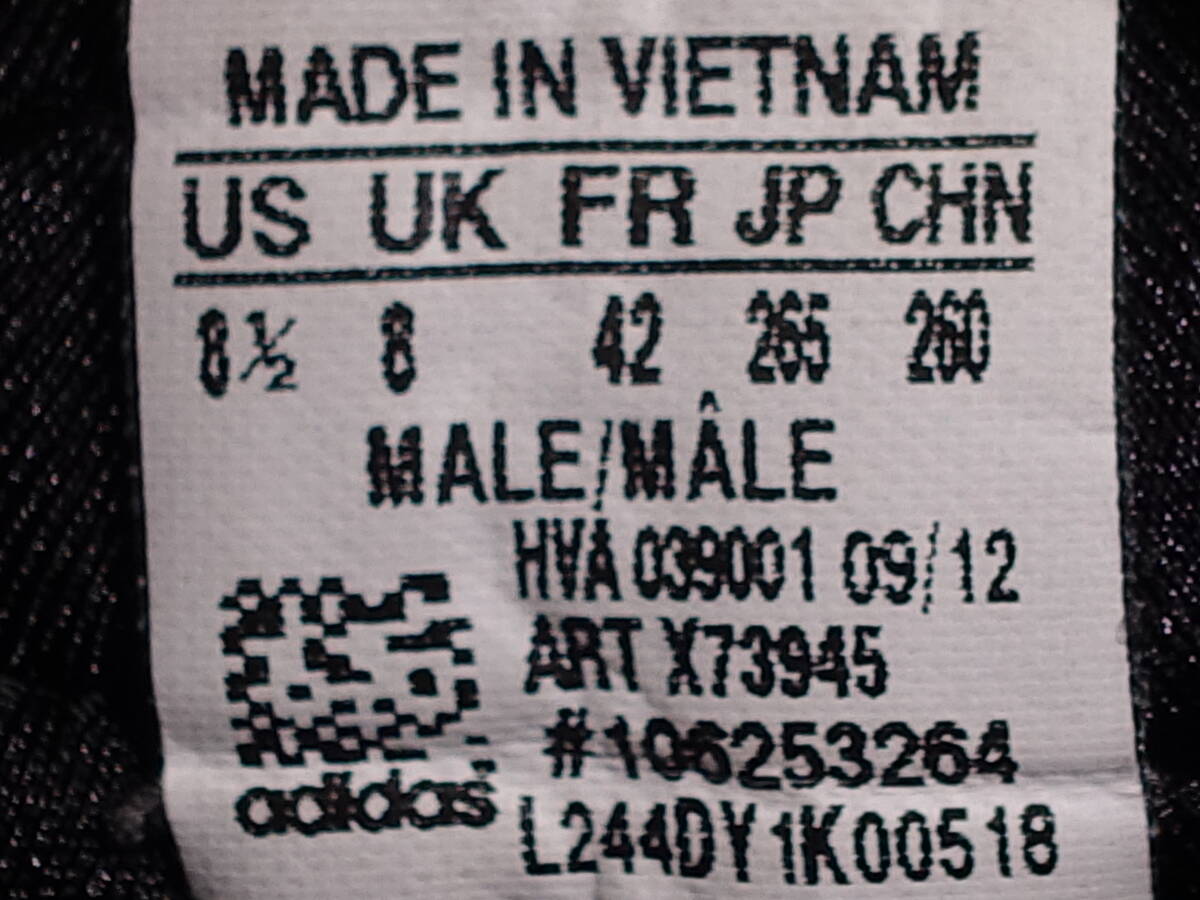 MADE IN VIETNAM
US UK FR JP CHN
8½ 8 42 265 260
MALE/MÂLE
HVA 039001 09/12
ART X73945
#106253264
adidas L244DY1K00518